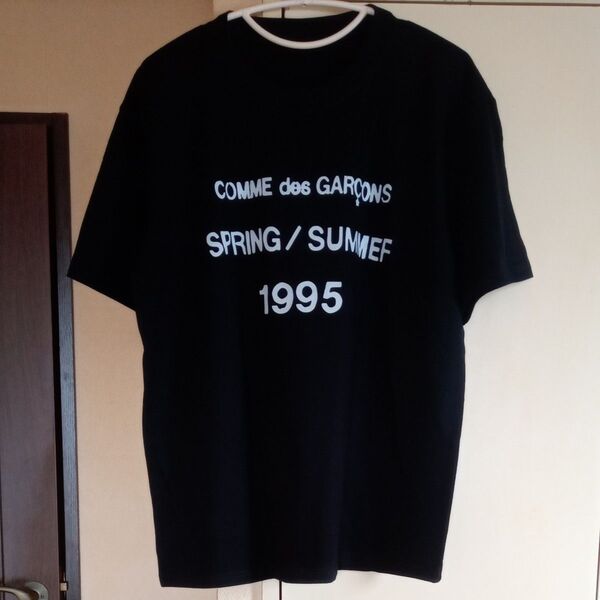 COMME des GARÇONS
SPRING / SUMMEF
1995